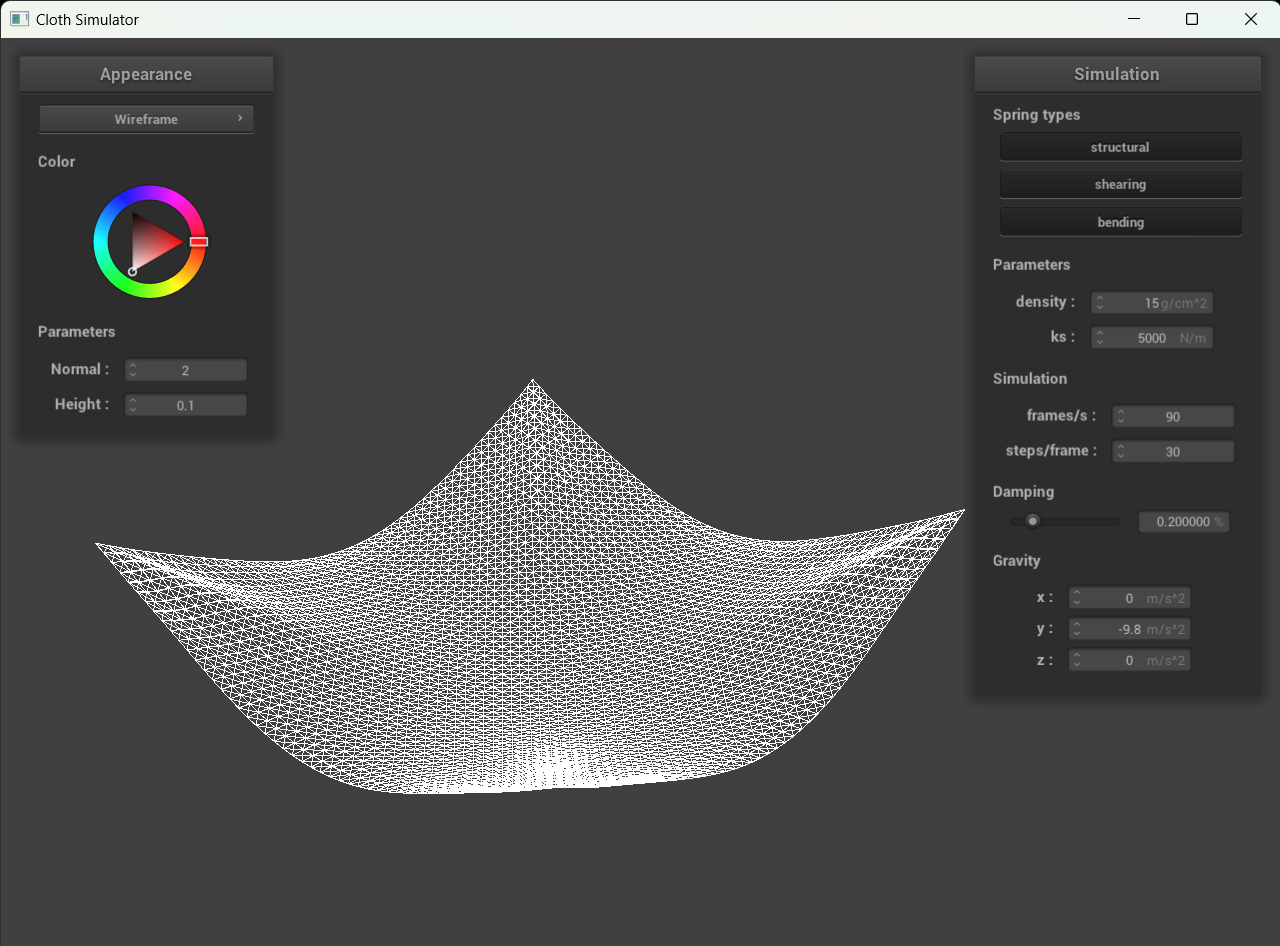 Cloth Simulator
Appearance
Wireframe
Color
Parameters
Normal : 2
Height : 0.1
Simulation
Spring types
structural
shearing
bending
Parameters
density : 15 g/cm^2
ks : 5000 N/m
Simulation
frames/s : 90
steps/frame : 30
Damping
0.200000 %
Gravity
x : 0 m/s^2
y : -9.8 m/s^2
z : 0 m/s^2